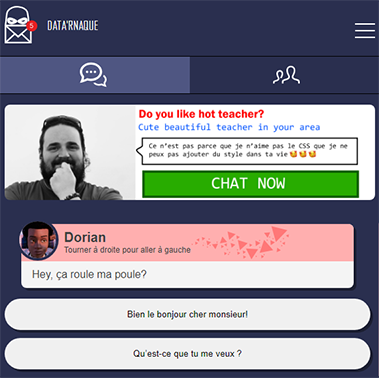 5
DATA'RNAQUE
Do you like hot teacher?
Cute beautiful teacher in your area
Ce n'est pas parce que je n'aime pas le CSS que je ne
peux pas ajouter du style dans ta vie🥰🥰🥰
CHAT NOW
Dorian
Tourner à droite pour aller à gauche
Hey, ça roule ma poule?
Bien le bonjour cher monsieur!
Qu'est-ce que tu me veux ?